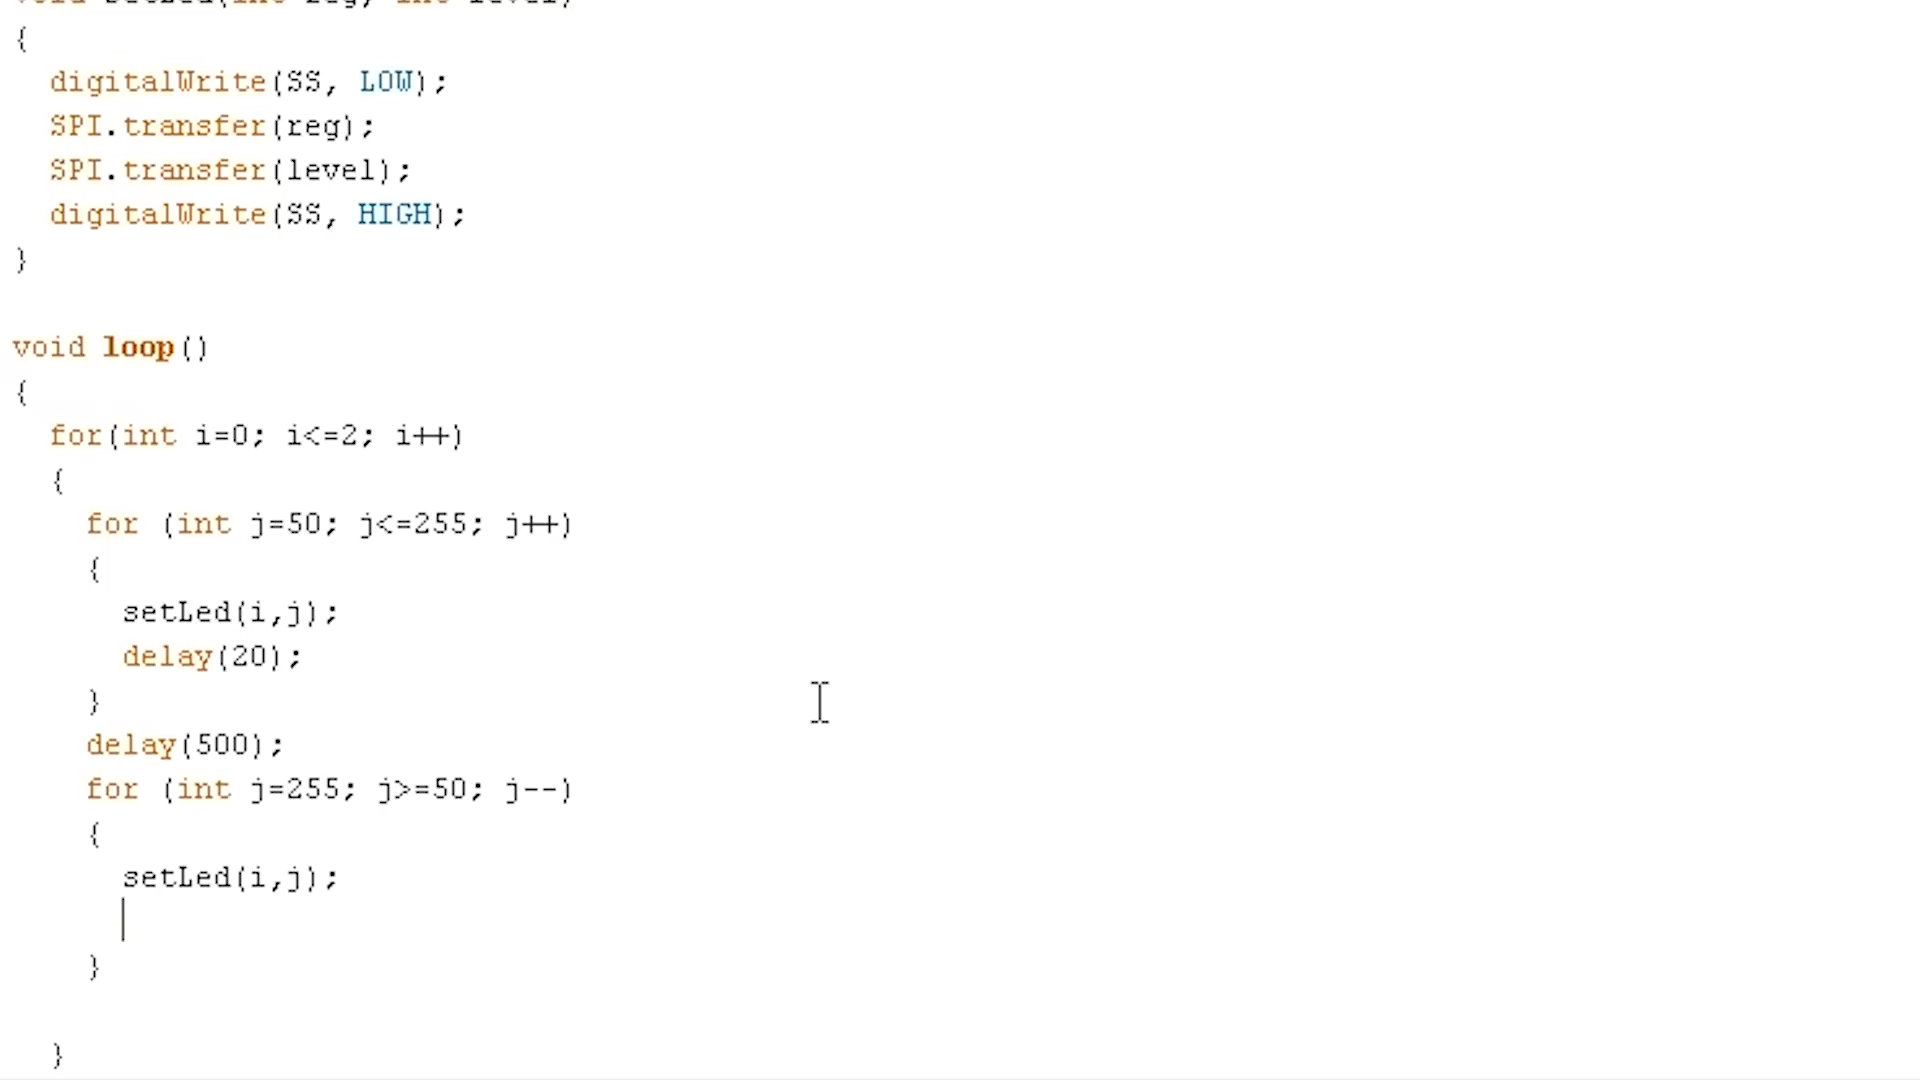 {
digitalWrite(SS, LOW);
SPI.transfer(reg);
SPI.transfer(level);
digitalWrite(SS, HIGH);
}
void loop()
{
for(int i=0; i<=2; i++)
{
for (int j=50; j<=255; j++)
{
setLed(i,j);
delay(20);
}
delay(500);
for (int j=255; j>=50; j--)
{
setLed(i,j);
}
}